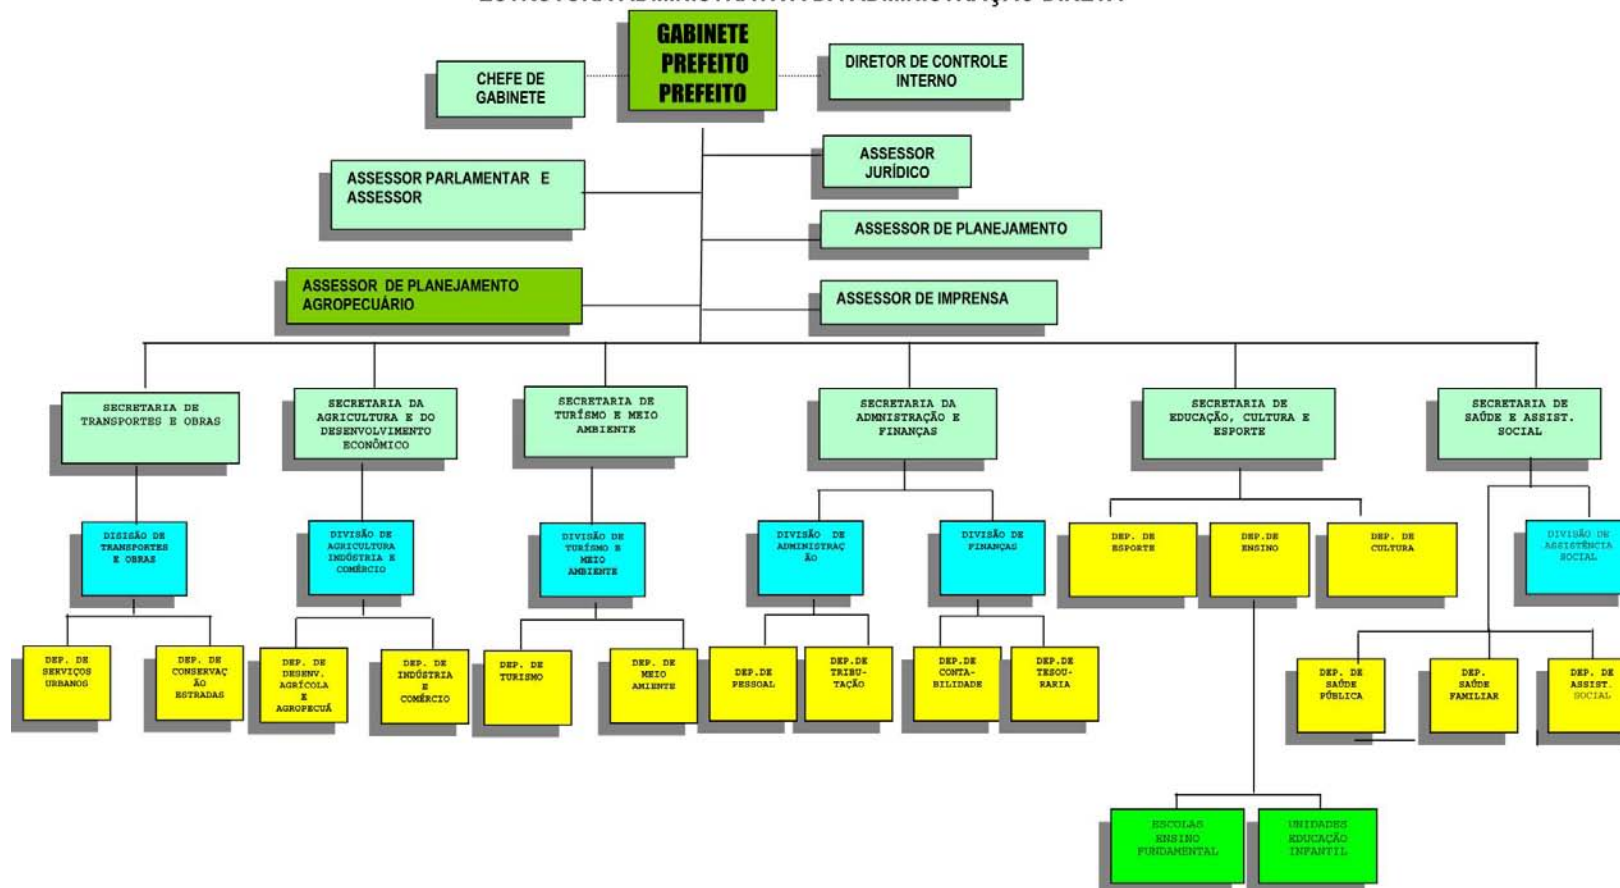 GABINETE
PREFEITO
PREFEITO
CHEFE DE
GABINETE
DIRETOR DE CONTROLE
INTERNO
ASSESSOR
JURÍDICO
ASSESSOR PARLAMENTAR E
ASSESSOR
ASSESSOR DE PLANEJAMENTO
ASSESSOR DE PLANEJAMENTO
AGROPECUÁRIO
ASSESSOR DE IMPRENSA
SECRETARIA DE
TRANSPORTES E OBRAS
SECRETARIA DA
AGRICULTURA E DO
DESENVOLVIMENTO
ECONÔMICO
SECRETARIA DE
TURÍSMO E MEIO
AMBIENTE
SECRETARIA DA
ADMNISTRAÇÃO E
FINANÇAS
SECRETARIA DE
EDUCAÇÃO, CULTURA E
ESPORTE
SECRETARIA DE
SAÚDE E ASSIST.
SOCIAL
DISISÃO DE
TRANSPORTES
E OBRAS
DIVISÃO DE
AGRICULTURA
INDÚSTRIA E
COMÉRCIO
DIVISÃO DE
TURÍSMO E
MEIO
AMBIENTE
DIVISÃO DE
ADMINISTRAÇ
ÃO
DIVISÃO DE
FINANÇAS
DEP. DE
ESPORTE
DEP.DE
ENSINO
DEP. DE
CULTURA
DIVISÃO DE
ASSISTÊNCIA
SOCIAL
DEP. DE
SERVIÇOS
URBANOS
DEP. DE
CONSERVAÇ
ÃO
ESTRADAS
DEP. DE
DESENV.
AGRÍCOLA
E
AGROPECUÁ
DEP. DE
INDÚSTRIA
E
COMÉRCIO
DEP. DE
TURISMO
DEP. DE
MEIO
AMIENTE
DEP.DE
PESSOAL
DEP.DE
TRIBU-
TAÇÃO
DEP.DE
CONTA-
BILIDADE
DEP.DE
TESOU-
RARIA
DEP. DE
SAÚDE
PÚBLICA
DEP.
SAÚDE
FAMILIAR
DEP. DE
ASSIST.
SOCIAL
ESCOLAS
ENSINO
FUNDAMENTAL
UNIDADES
EDUCAÇÃO
INFANTIL